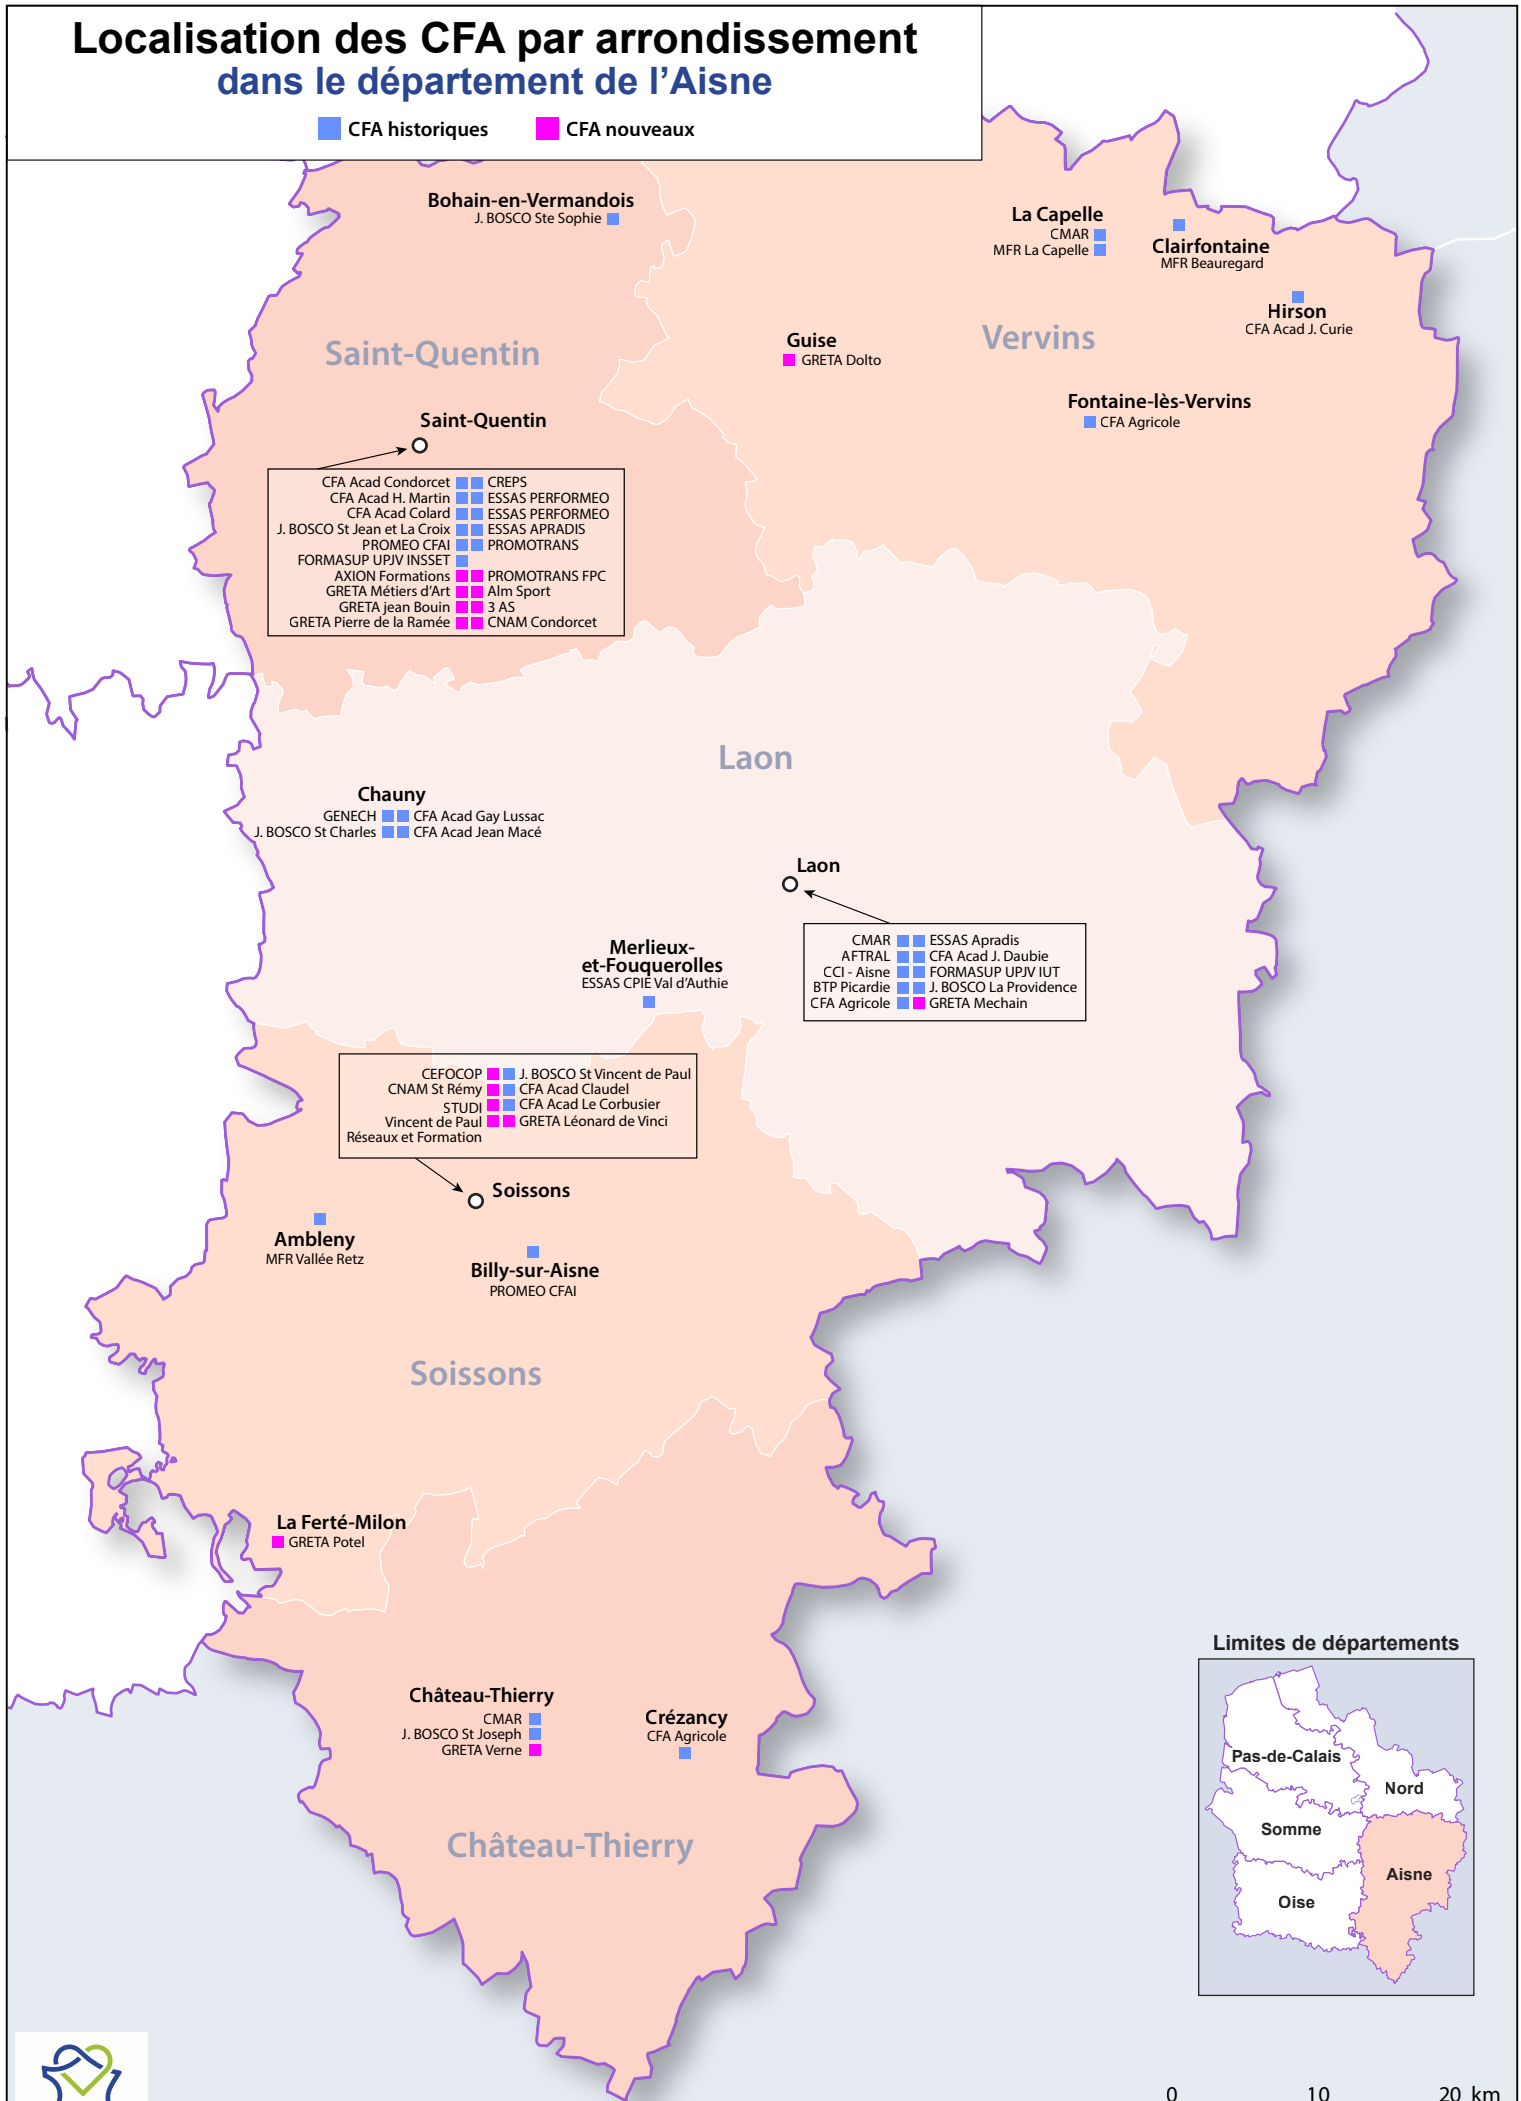 Localisation des CFA par arrondissement
dans le département de l'Aisne
CFA historiques
CFA nouveaux
Bohain-en-Vermandois
J. BOSCO Ste Sophie
La Capelle
CMAR
MFR La Capelle
Clairfontaine
MFR Beauregard
Hirson
CFA Acad J. Curie
Saint-Quentin
Vervins
Guise
GRETA Dolto
Fontaine-lès-Vervins
CFA Agricole
Saint-Quentin
CFA Acad Condorcet CREPS
CFA Acad H. Martin ESSAS PERFORMEO
CFA Acad Colard ESSAS PERFORMEO
J. BOSCO St Jean et La Croix ESSAS APRADIS
PROMEO CFAI PROMOTRANS
FORMASUP UPJV INSSET
AXION Formations PROMOTRANS FPC
GRETA Métiers d'Art Alm Sport
GRETA jean Bouin 3 AS
GRETA Pierre de la Ramée CNAM Condorcet
Laon
Chauny
GENECH CFA Acad Gay Lussac
J. BOSCO St Charles CFA Acad Jean Macé
Laon
CMAR ESSAS Apradis
AFTRAL CFA Acad J. Daubie
CCI - Aisne FORMASUP UPJV IUT
BTP Picardie J. BOSCO La Providence
CFA Agricole GRETA Mechain
Merlieux-
et-Fouquerolles
ESSAS CPIE Val d'Authie
CEFOCOP J. BOSCO St Vincent de Paul
CNAM St Rémy CFA Acad Claudel
STUDI CFA Acad Le Corbusier
Vincent de Paul GRETA Léonard de Vinci
Réseaux et Formation
Soissons
Ambleny
MFR Vallée Retz
Billy-sur-Aisne
PROMEO CFAI
Soissons
La Ferté-Milon
GRETA Potel
Château-Thierry
CMAR
J. BOSCO St Joseph
GRETA Verne
Crézancy
CFA Agricole
Château-Thierry
Limites de départements
Pas-de-Calais
Nord
Somme
Aisne
Oise
0 10 20 km